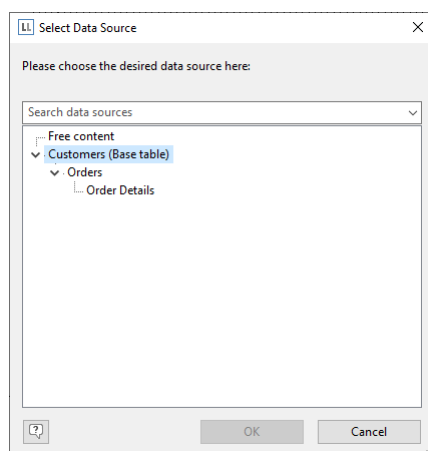 LL Select Data Source
Please choose the desired data source here:
Search data sources
Free content
Customers (Base table)
Orders
Order Details
? OK Cancel